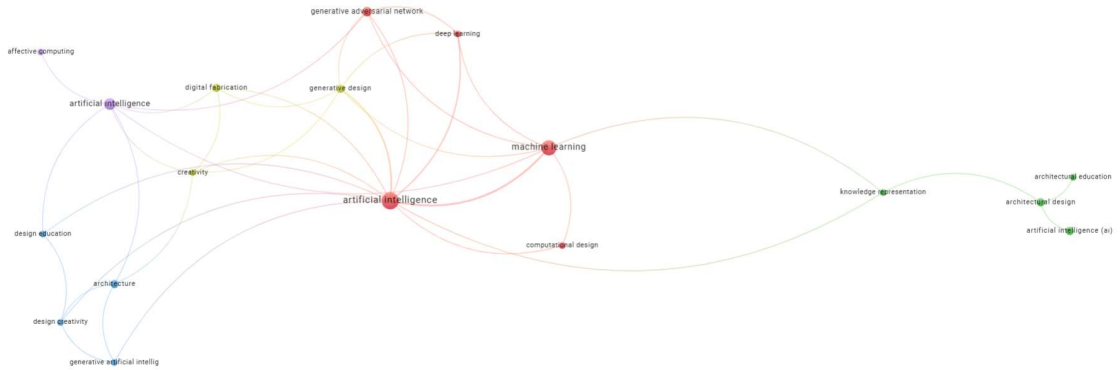 generative adversarial network
deep learning
affective computing
artificial intelligence
digital fabrication
generative design
machine learning
creativity
artificial intelligence
knowledge representation
architectural education
architectural design
artificial intelligence (ai)
design education
computational design
architecture
design creativity
generative artificial intellig